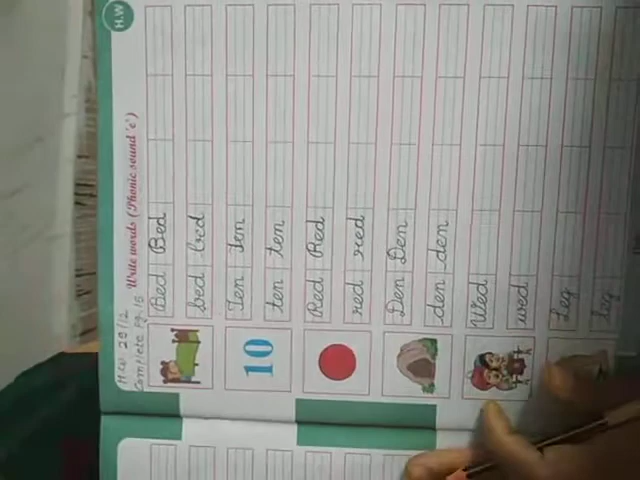 H.W
H.W 29/12
Complete pg. 15
Write words (Phonic sound 'e')
Bed Bed
bed bed
10
Ten Ten
ten ten
Red Red
red red
Den Den
den den
Wed
wed
Leg
leg